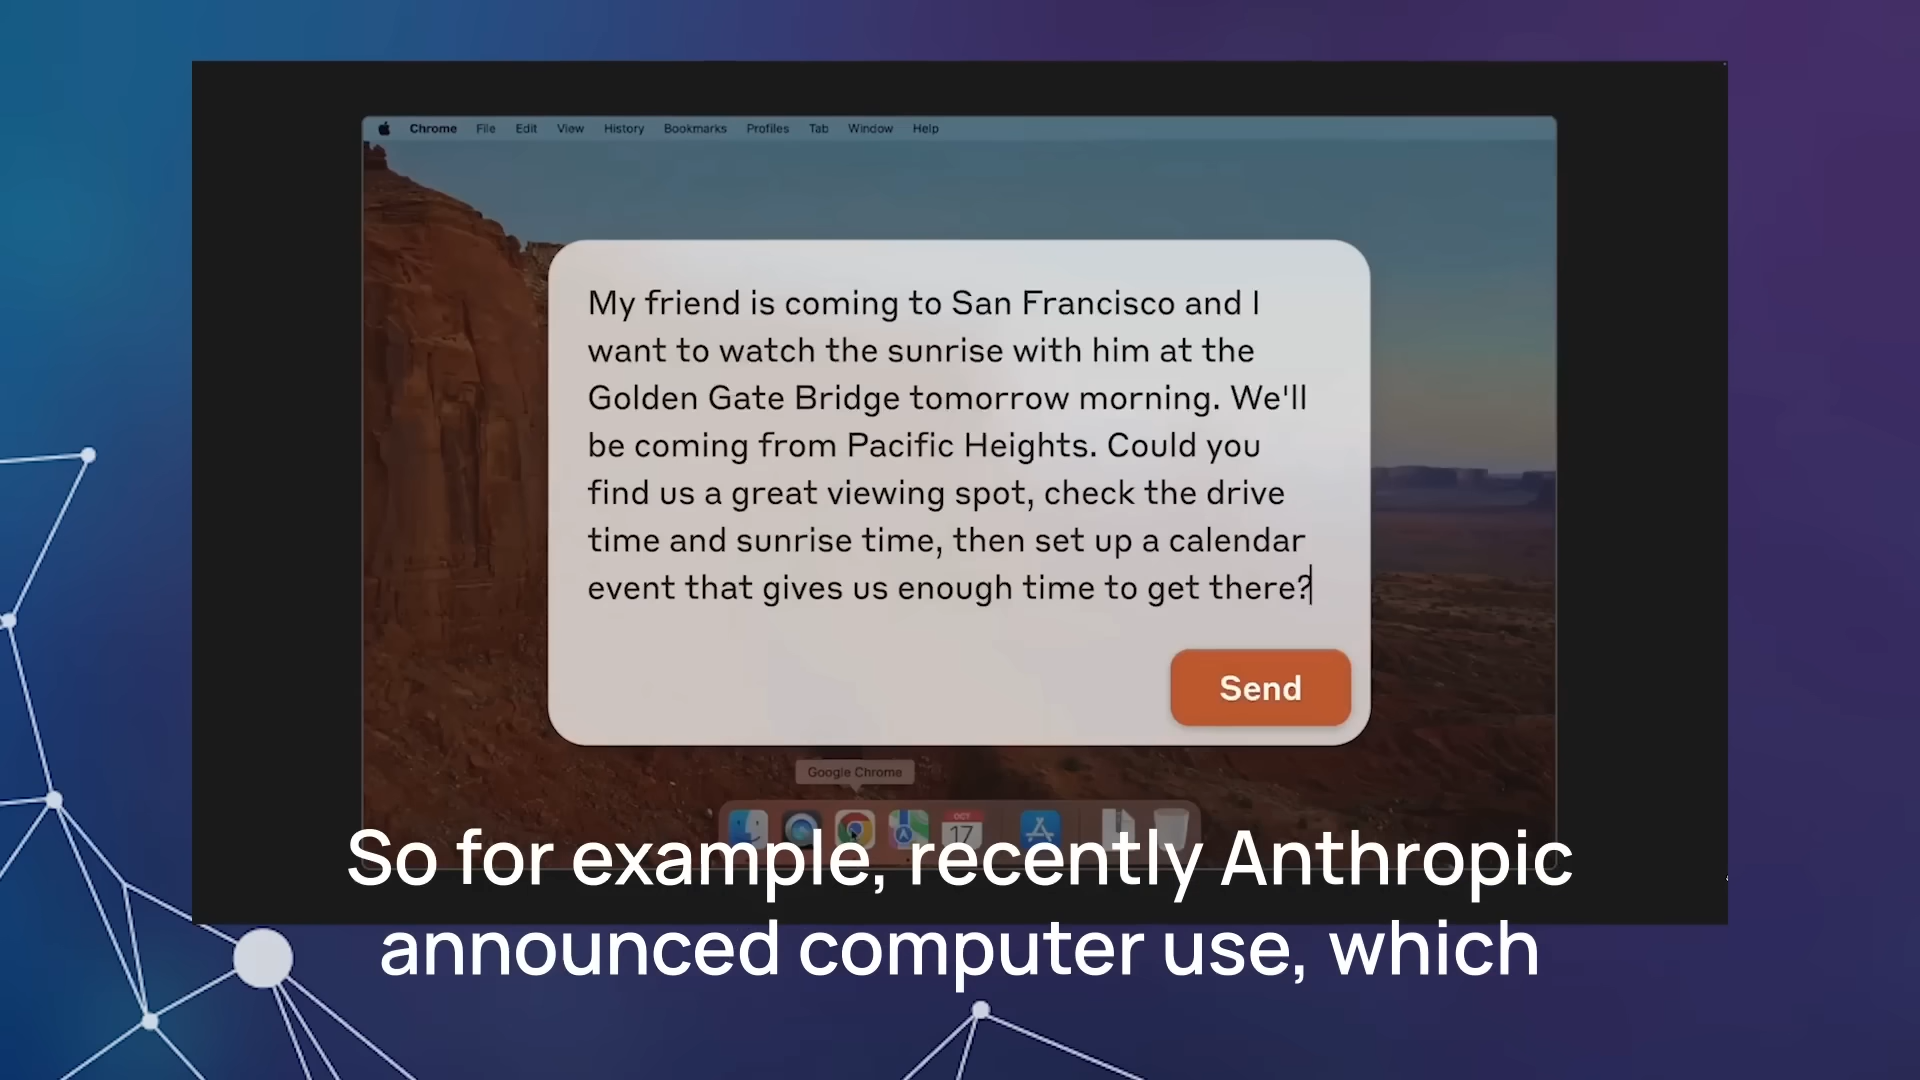 Chrome File Edit View History Bookmarks Profiles Tab Window Help
My friend is coming to San Francisco and I
want to watch the sunrise with him at the
Golden Gate Bridge tomorrow morning. We'll
be coming from Pacific Heights. Could you
find us a great viewing spot, check the drive
time and sunrise time, then set up a calendar
event that gives us enough time to get there?
Send
Google Chrome
OCT
17
So for example, recently Anthropic
announced computer use, which